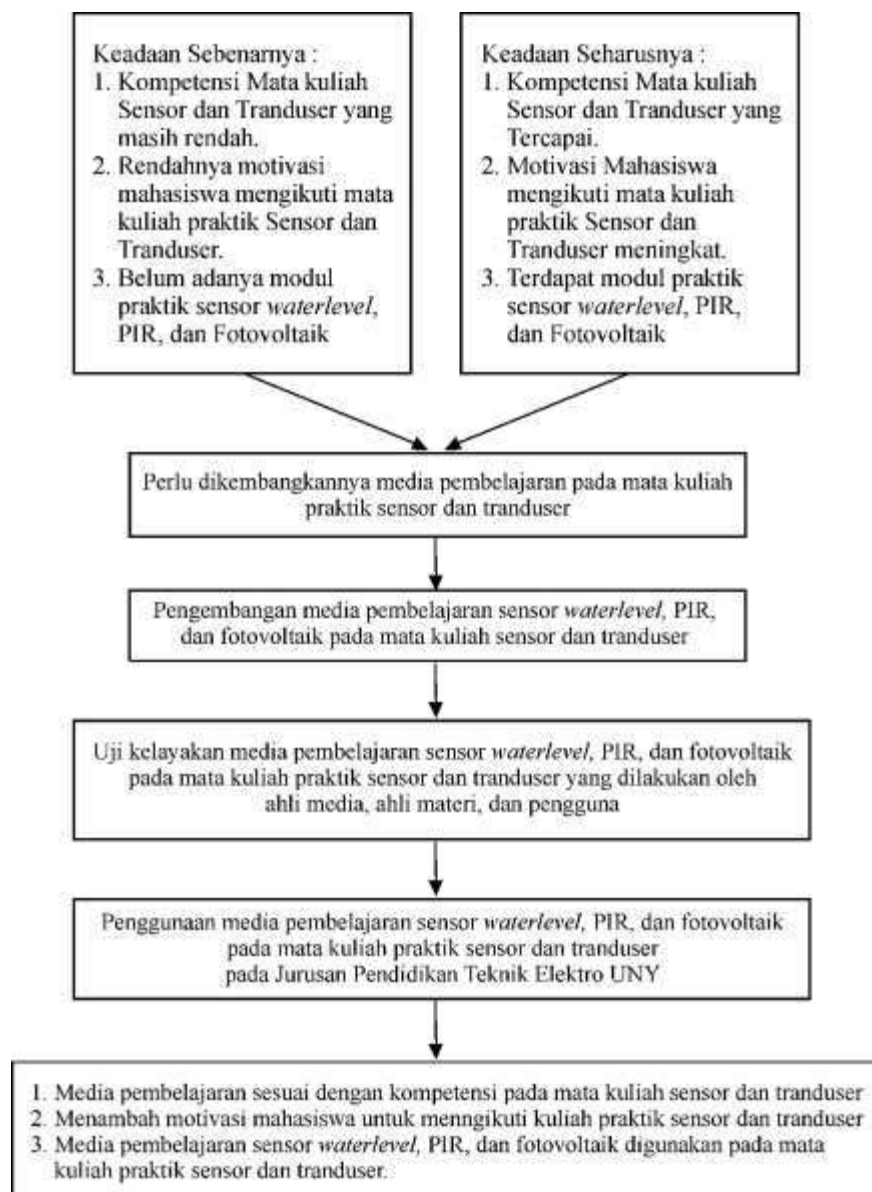 Keadaan Sebenarnya :
1. Kompetensi Mata kuliah
Sensor dan Tranduser yang
masih rendah.
2. Rendahnya motivasi
mahasiswa mengikuti mata
kuliah praktik Sensor dan
Tranduser.
3. Belum adanya modul
praktik sensor waterlevel,
PIR, dan Fotovoltaik
Keadaan Seharusnya :
1. Kompetensi Mata kuliah
Sensor dan Tranduser yang
Tercapai.
2. Motivasi Mahasiswa
mengikuti mata kuliah
praktik Sensor dan
Tranduser meningkat.
3. Terdapat modul praktik
sensor waterlevel, PIR,
dan Fotovoltaik
Perlu dikembangkannya media pembelajaran pada mata kuliah
praktik sensor dan tranduser
Pengembangan media pembelajaran sensor waterlevel, PIR,
dan fotovoltaik pada mata kuliah sensor dan tranduser
Uji kelayakan media pembelajaran sensor waterlevel, PIR, dan fotovoltaik
pada mata kuliah praktik sensor dan tranduser yang dilakukan oleh
ahli media, ahli materi, dan pengguna
Penggunaan media pembelajaran sensor waterlevel, PIR, dan fotovoltaik
pada mata kuliah praktik sensor dan tranduser
pada Jurusan Pendidikan Teknik Elektro UNY
1. Media pembelajaran sesuai dengan kompetensi pada mata kuliah sensor dan tranduser
2. Menambah motivasi mahasiswa untuk menngikuti kuliah praktik sensor dan tranduser
3. Media pembelajaran sensor waterlevel, PIR, dan fotovoltaik digunakan pada mata
kuliah praktik sensor dan tranduser.